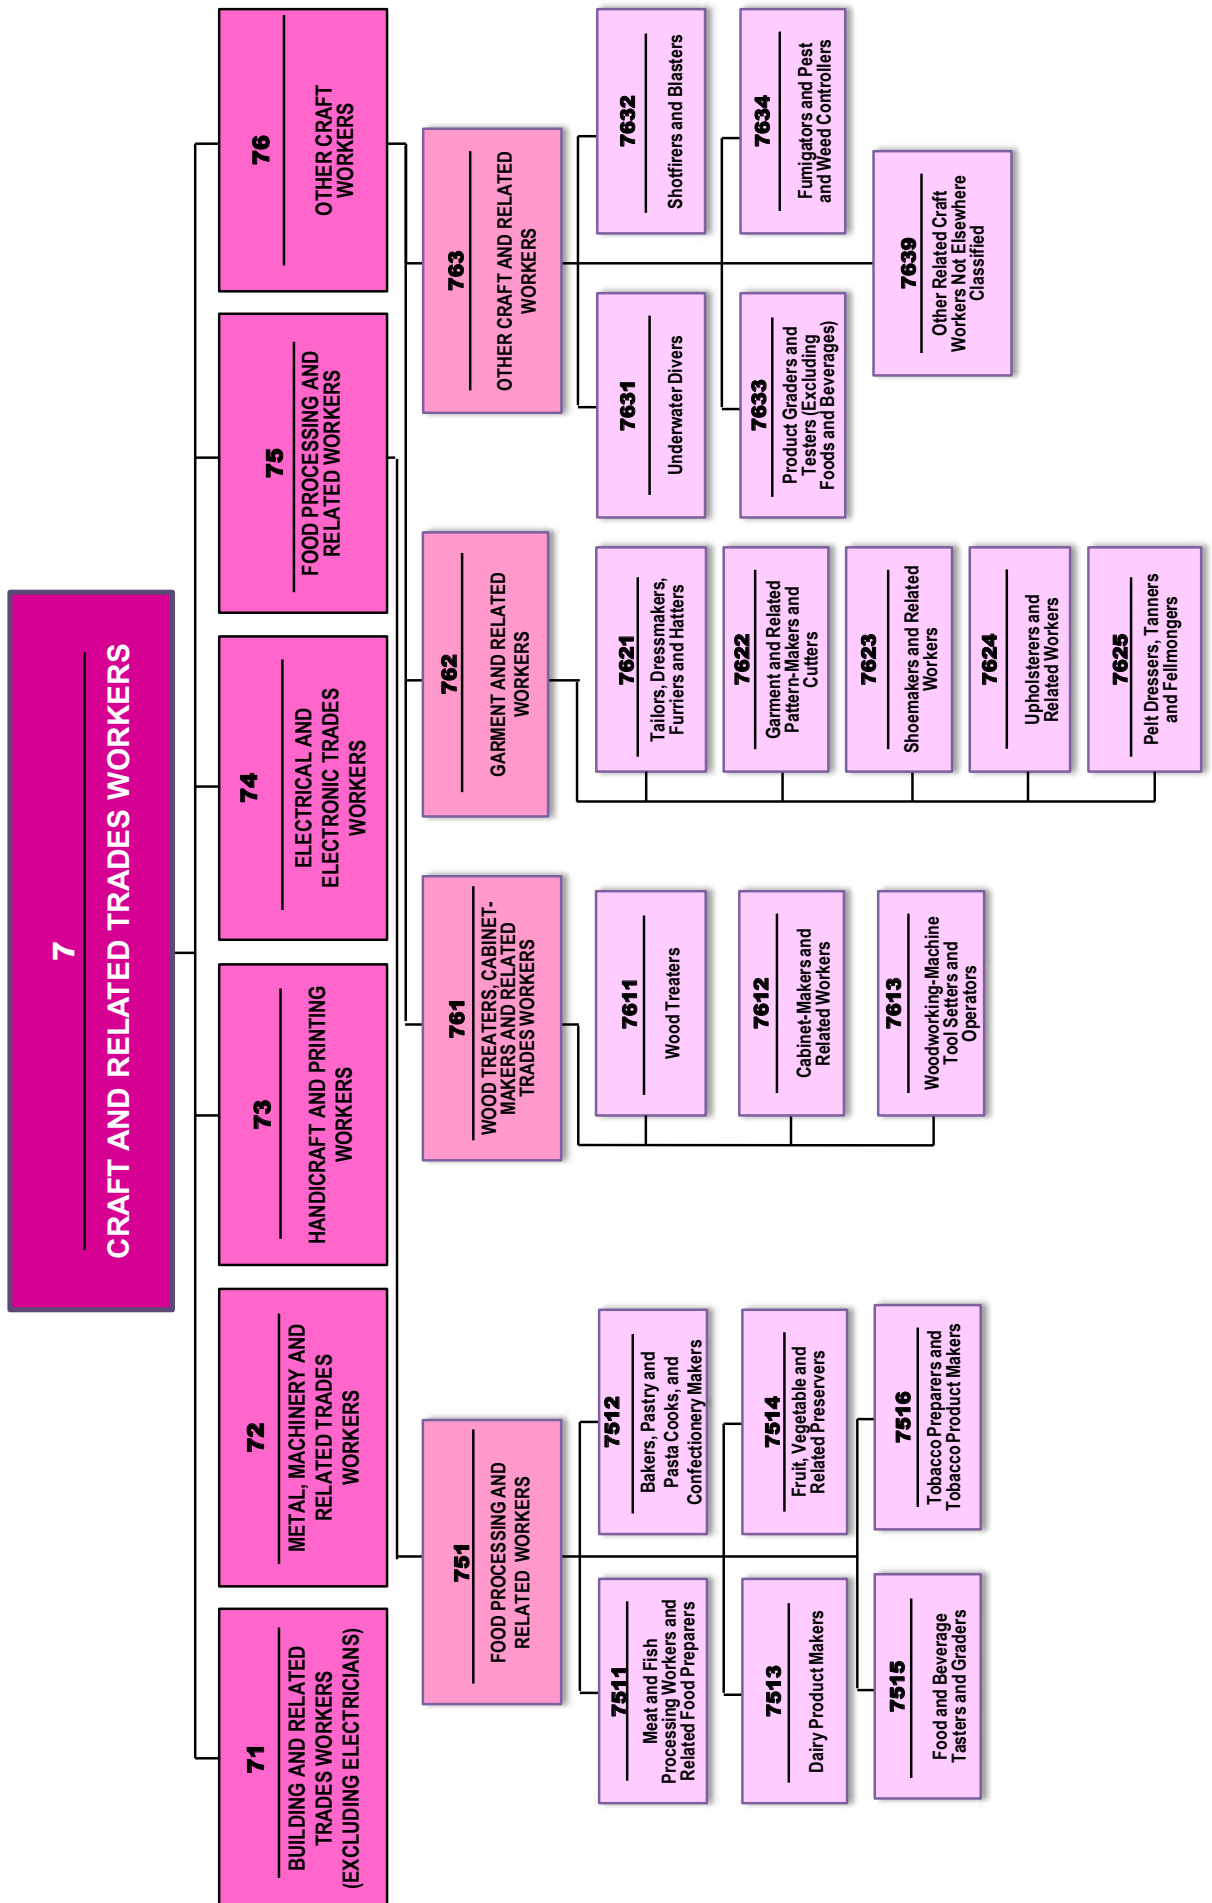 7
CRAFT AND RELATED TRADES WORKERS
71
BUILDING AND RELATED
TRADES WORKERS
(EXCLUDING ELECTRICIANS)
72
METAL, MACHINERY AND
RELATED TRADES
WORKERS
73
HANDICRAFT AND PRINTING
WORKERS
74
ELECTRICAL AND
ELECTRONIC TRADES
WORKERS
75
FOOD PROCESSING AND
RELATED WORKERS
76
OTHER CRAFT
WORKERS
751
FOOD PROCESSING AND
RELATED WORKERS
761
WOOD TREATERS, CABINET-
MAKERS AND RELATED
TRADES WORKERS
762
GARMENT AND RELATED
WORKERS
763
OTHER CRAFT AND RELATED
WORKERS
7511
Meat and Fish
Processing Workers and
Related Food Preparers
7512
Bakers, Pastry and
Pasta Cooks, and
Confectionery Makers
7513
Dairy Product Makers
7514
Fruit, Vegetable and
Related Preservers
7515
Food and Beverage
Tasters and Graders
7516
Tobacco Preparers and
Tobacco Product Makers
7611
Wood Treaters
7612
Cabinet-Makers and
Related Workers
7613
Woodworking-Machine
Tool Setters and
Operators
7621
Tailors, Dressmakers,
Furriers and Hatters
7622
Garment and Related
Pattern-Makers and
Cutters
7623
Shoemakers and Related
Workers
7624
Upholsterers and
Related Workers
7625
Pelt Dressers, Tanners
and Fellmongers
7631
Underwater Divers
7632
Shotfirers and Blasters
7633
Product Graders and
Testers (Excluding
Foods and Beverages)
7634
Fumigators and Pest
and Weed Controllers
7639
Other Related Craft
Workers Not Elsewhere
Classified